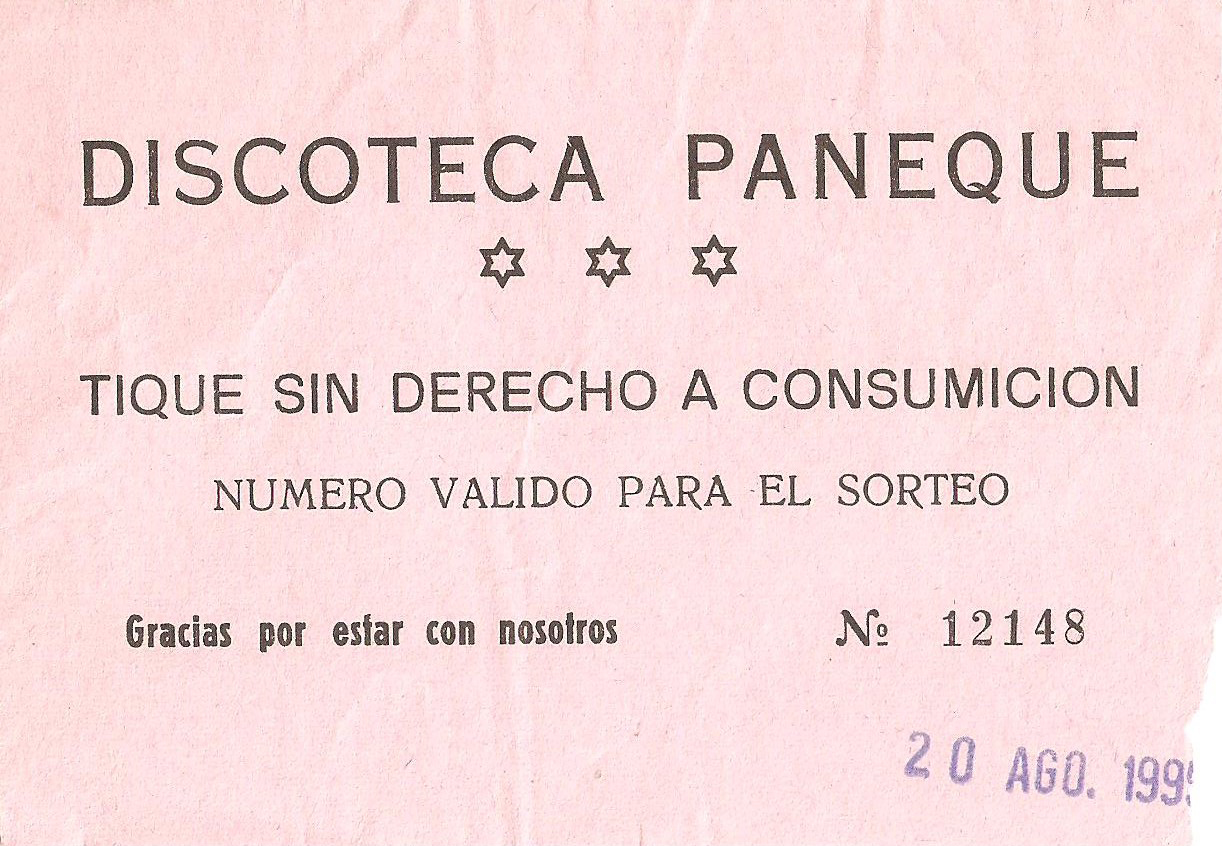 DISCOTECA PANEQUE
TIQUE SIN DERECHO A CONSUMICION
NUMERO VALIDO PARA EL SORTEO
Gracias por estar con nosotros Nº 12148
20 AGO.